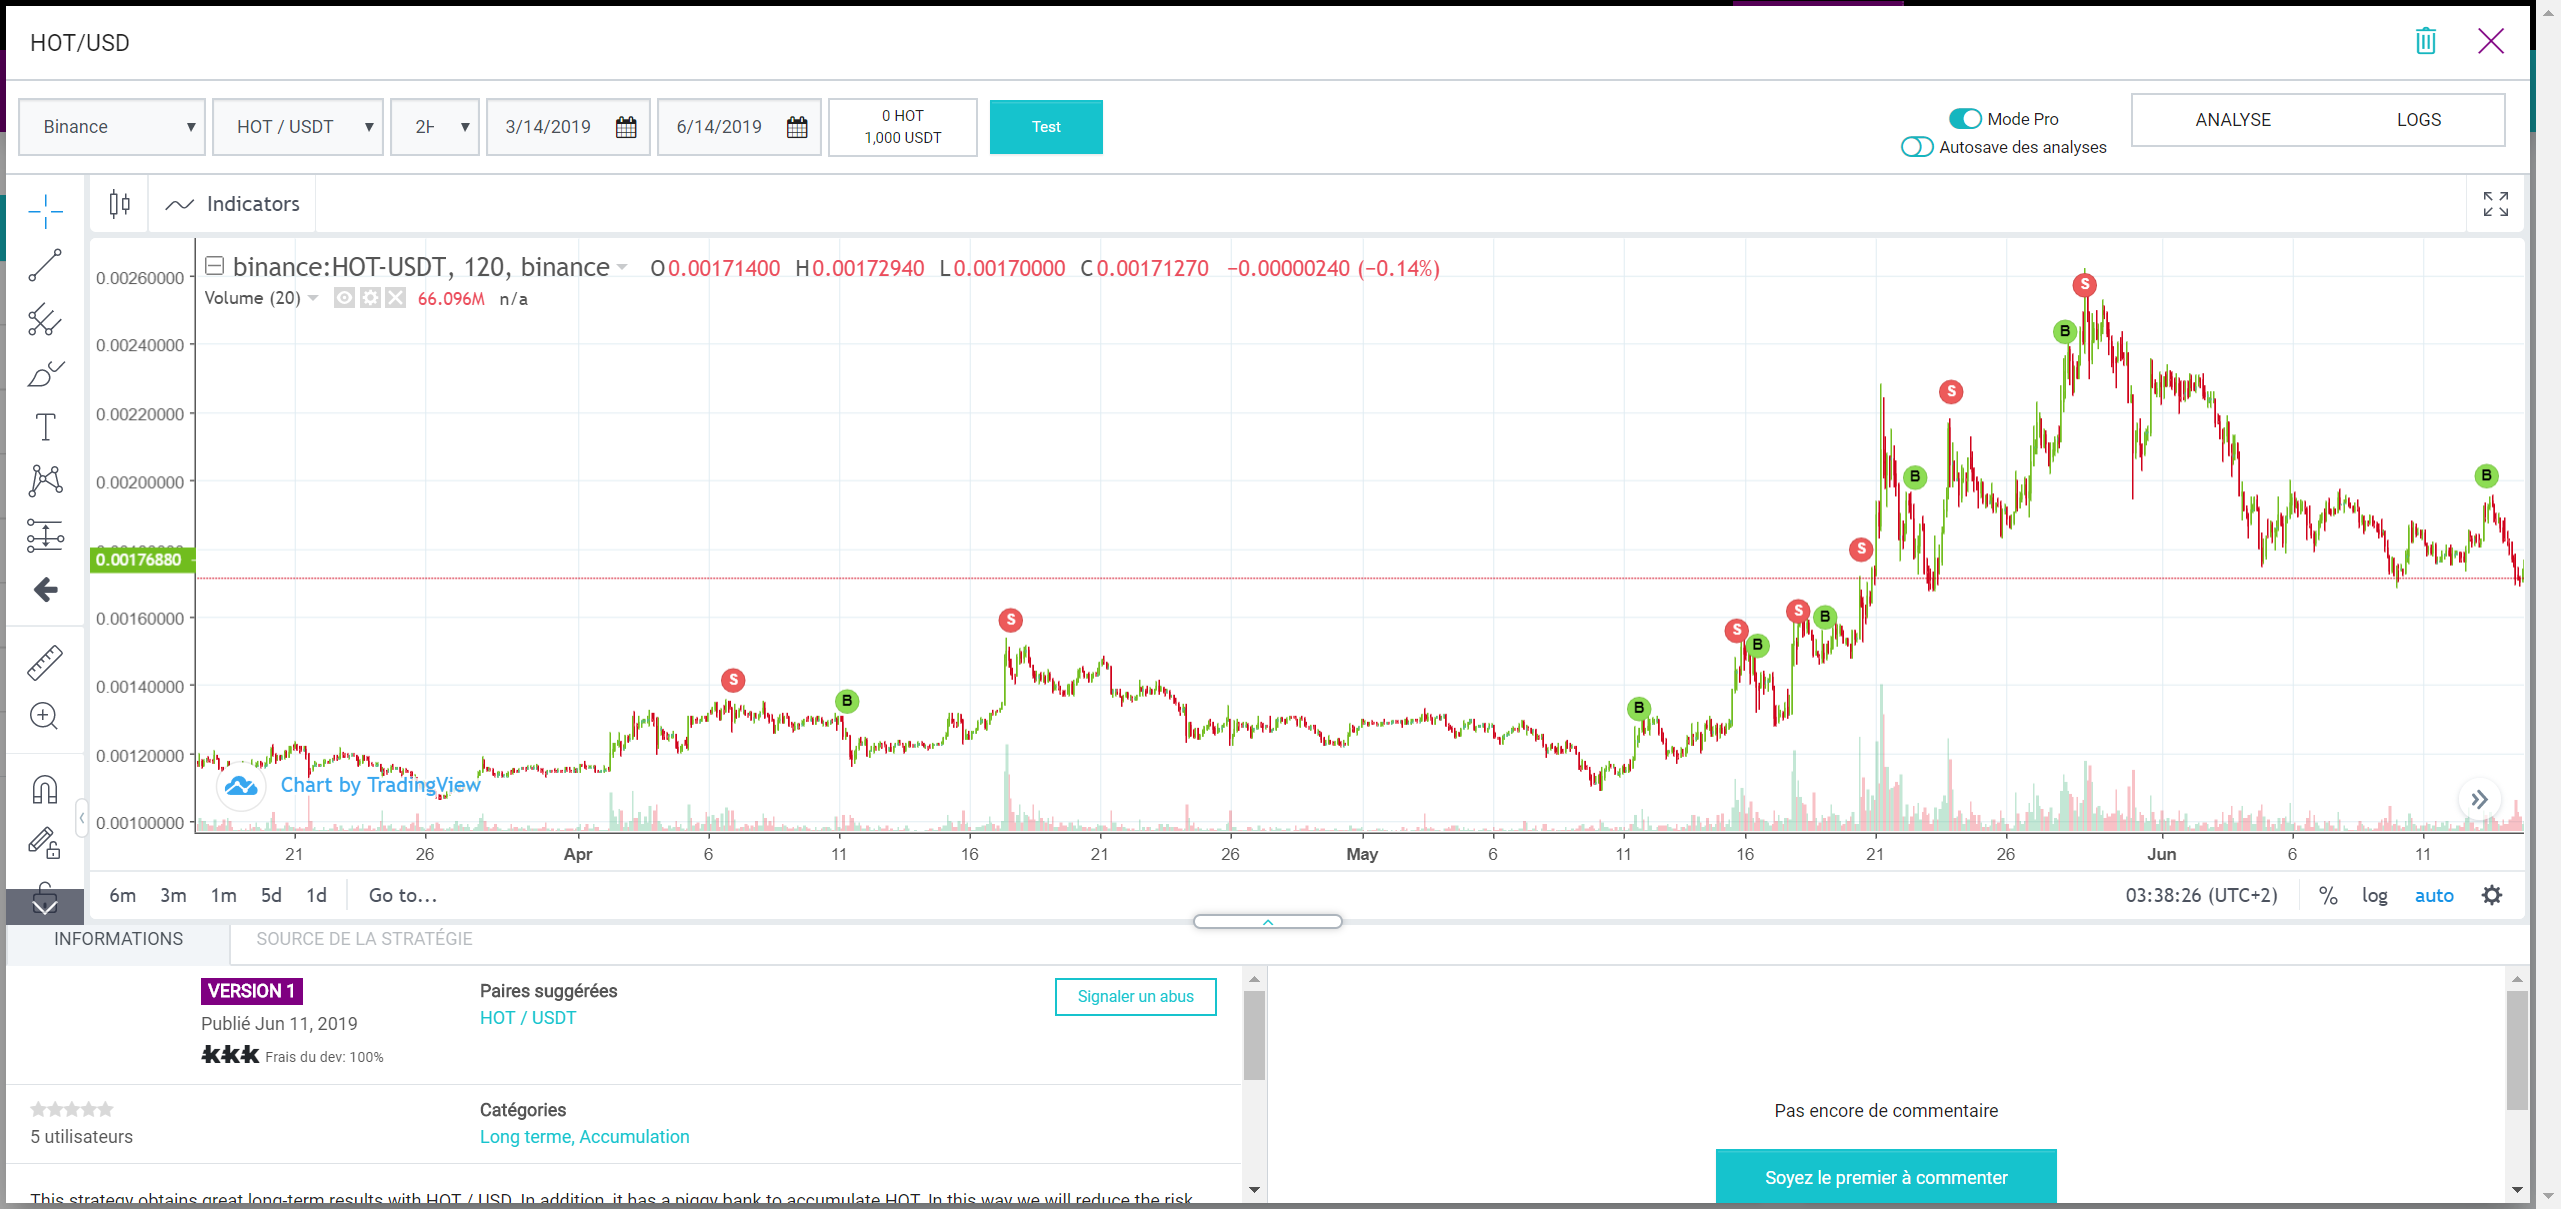 HOT/USD
Binance
HOT / USDT
2H
3/14/2019
6/14/2019
0 HOT
1,000 USDT
Test
Mode Pro
Autosave des analyses
ANALYSE
LOGS
Indicators
binance:HOT-USDT, 120, binance
O0.00171400 H0.00172940 L0.00170000 C0.00171270 −0.00000240 (−0.14%)
Volume (20) 66.096M n/a
0.00260000
0.00240000
0.00220000
0.00200000
0.00176880
0.00160000
0.00140000
0.00120000
0.00100000
S
B
S
B
S
B
S
B
S
B
S
B
S
B
Chart by TradingView
21 26 Apr 6 11 16 21 26 May 6 11 16 21 26 Jun 6 11
6m 3m 1m 5d 1d Go to...
03:38:26 (UTC+2) % log auto
INFORMATIONS
SOURCE DE LA STRATÉGIE
VERSION 1
Publié Jun 11, 2019
Frais du dev: 100%
Paires suggérées
HOT / USDT
Signaler un abus
5 utilisateurs
Catégories
Long terme, Accumulation
This strategy obtains great long-term results with HOT / USD. In addition, it has a piggy bank to accumulate HOT. In this way we will reduce the risk
Pas encore de commentaire
Soyez le premier à commenter